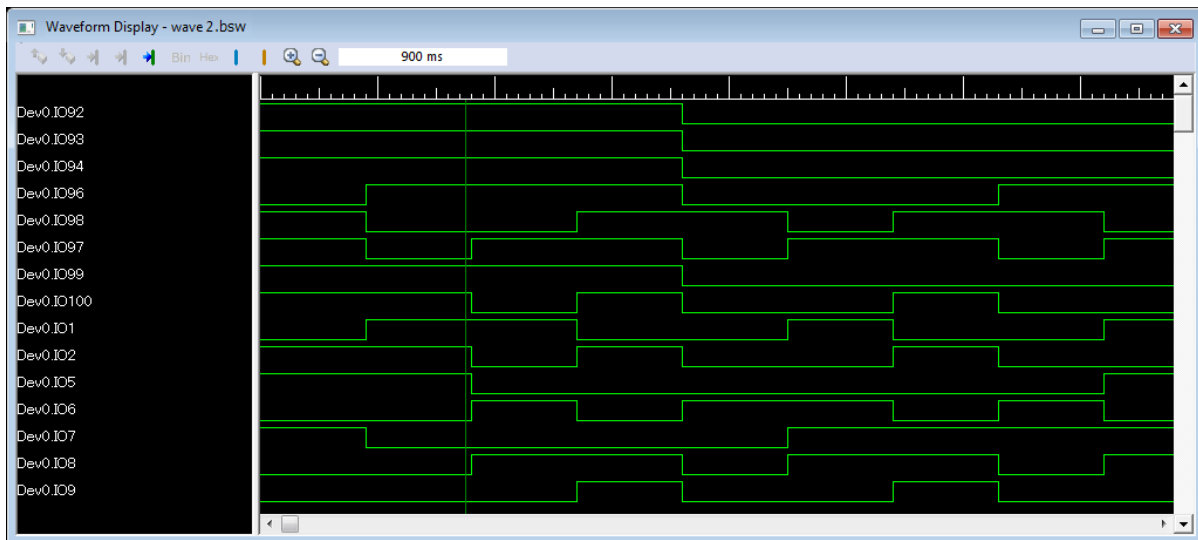 Waveform Display - wave 2.bsw
Bin Hex 900 ms
Dev0.IO92
Dev0.IO93
Dev0.IO94
Dev0.IO96
Dev0.IO98
Dev0.IO97
Dev0.IO99
Dev0.IO100
Dev0.IO1
Dev0.IO2
Dev0.IO5
Dev0.IO6
Dev0.IO7
Dev0.IO8
Dev0.IO9